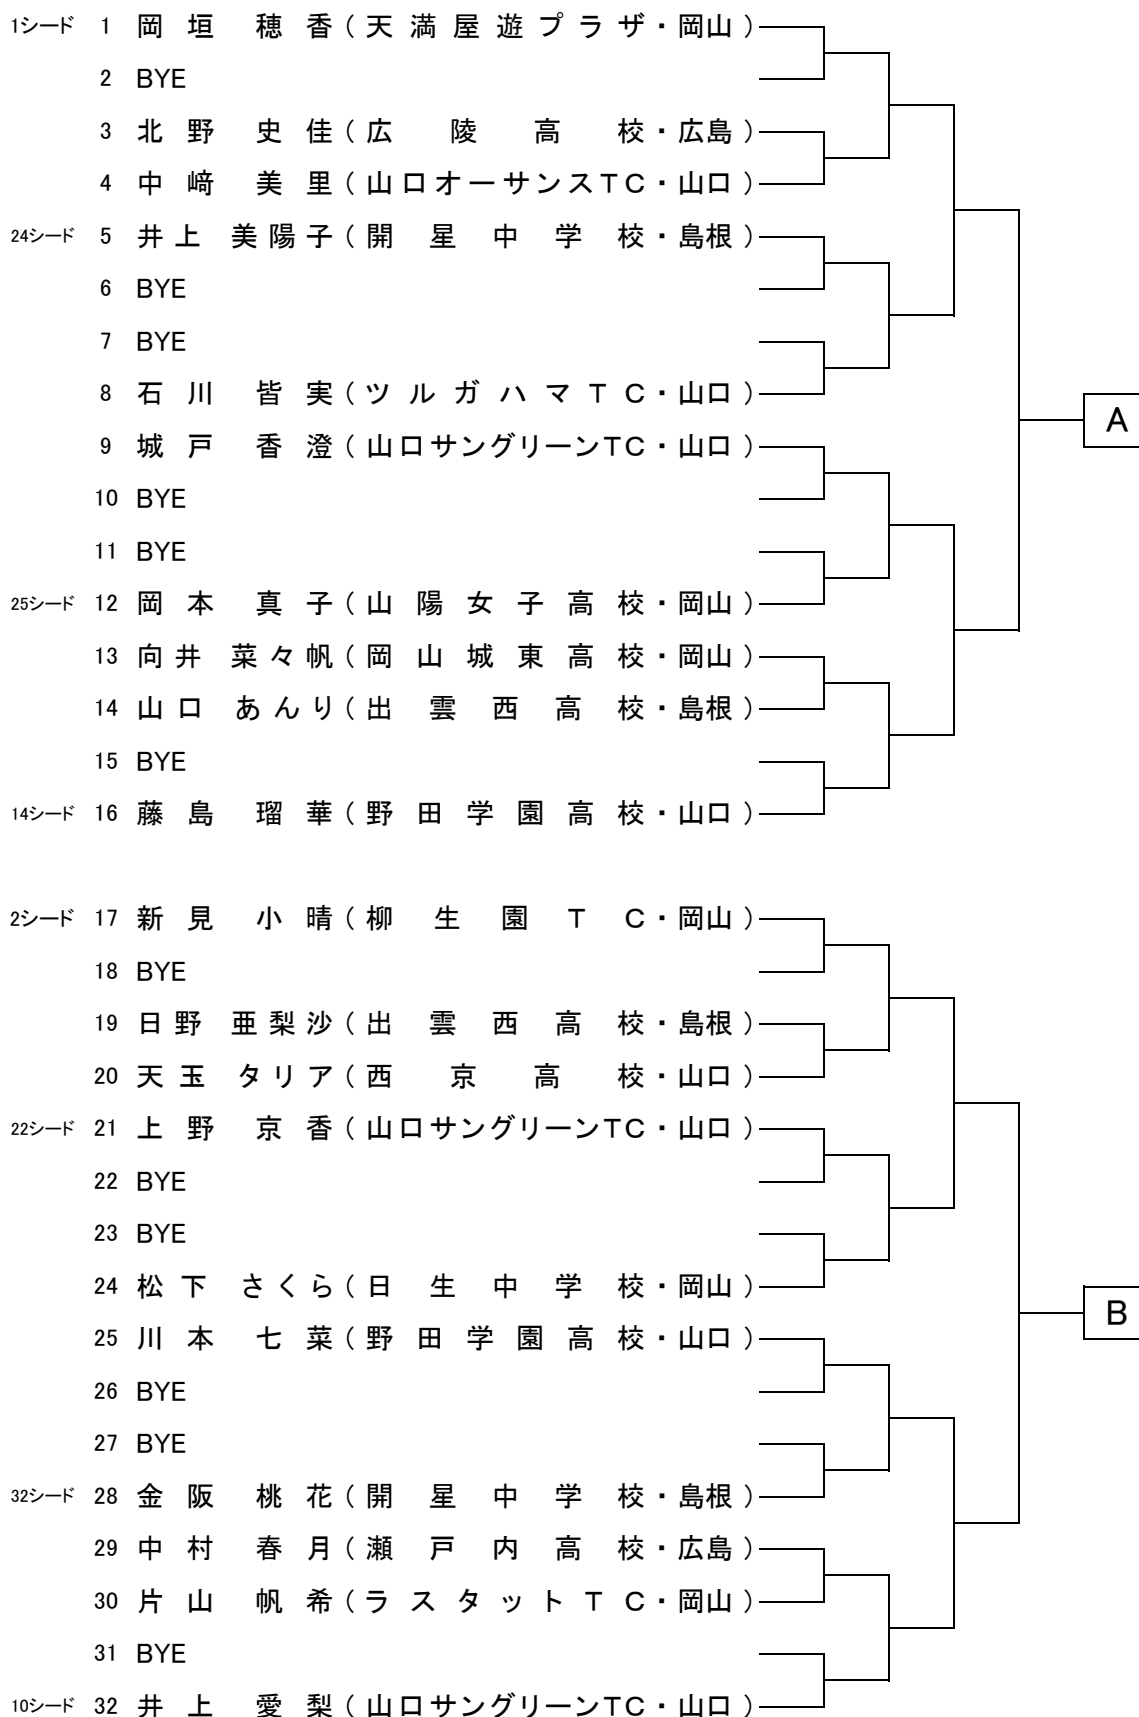 1シード 1 岡垣 穂香(天満屋遊プラザ・岡山)
2 BYE
3 北野 史佳(広陵高校・広島)
4 中﨑 美里(山口オーサンスTC・山口)
24シード 5 井上 美陽子(開星中学校・島根)
6 BYE
7 BYE
8 石川 皆実(ツルガハマTC・山口)
A
9 城戸 香澄(山口サングリーンTC・山口)
10 BYE
11 BYE
25シード 12 岡本 真子(山陽女子高校・岡山)
13 向井 菜々帆(岡山城東高校・岡山)
14 山口 あんり(出雲西高校・島根)
15 BYE
14シード 16 藤島 瑠華(野田学園高校・山口)
2シード 17 新見 小晴(柳生園TC・岡山)
18 BYE
19 日野 亜梨沙(出雲西高校・島根)
20 天玉 タリア(西京高校・山口)
22シード 21 上野 京香(山口サングリーンTC・山口)
22 BYE
23 BYE
24 松下 さくら(日生中学校・岡山)
B
25 川本 七菜(野田学園高校・山口)
26 BYE
27 BYE
32シード 28 金阪 桃花(開星中学校・島根)
29 中村 春月(瀬戸内高校・広島)
30 片山 帆希(ラスタットTC・岡山)
31 BYE
10シード 32 井上 愛梨(山口サングリーンTC・山口)